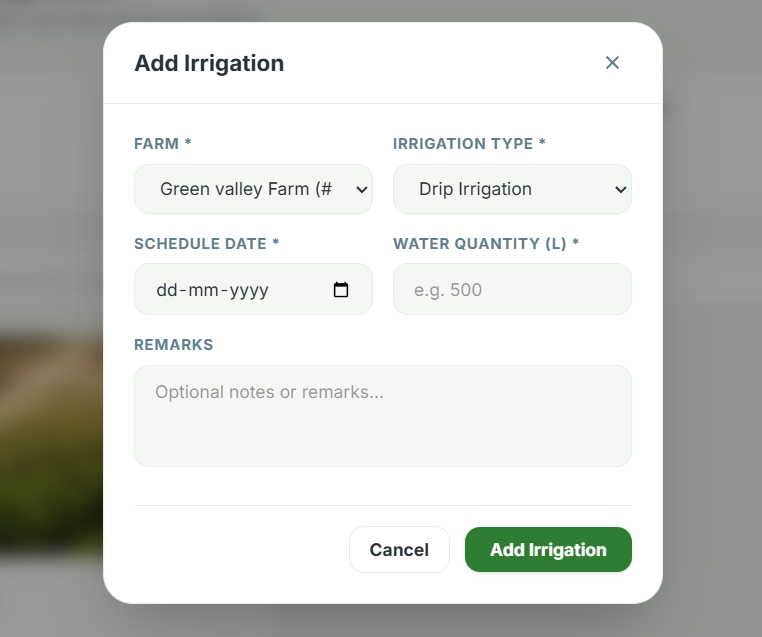 Add Irrigation
FARM * IRRIGATION TYPE *
Green valley Farm (# Drip Irrigation
SCHEDULE DATE * WATER QUANTITY (L) *
dd-mm-yyyy e.g. 500
REMARKS
Optional notes or remarks...
Cancel Add Irrigation